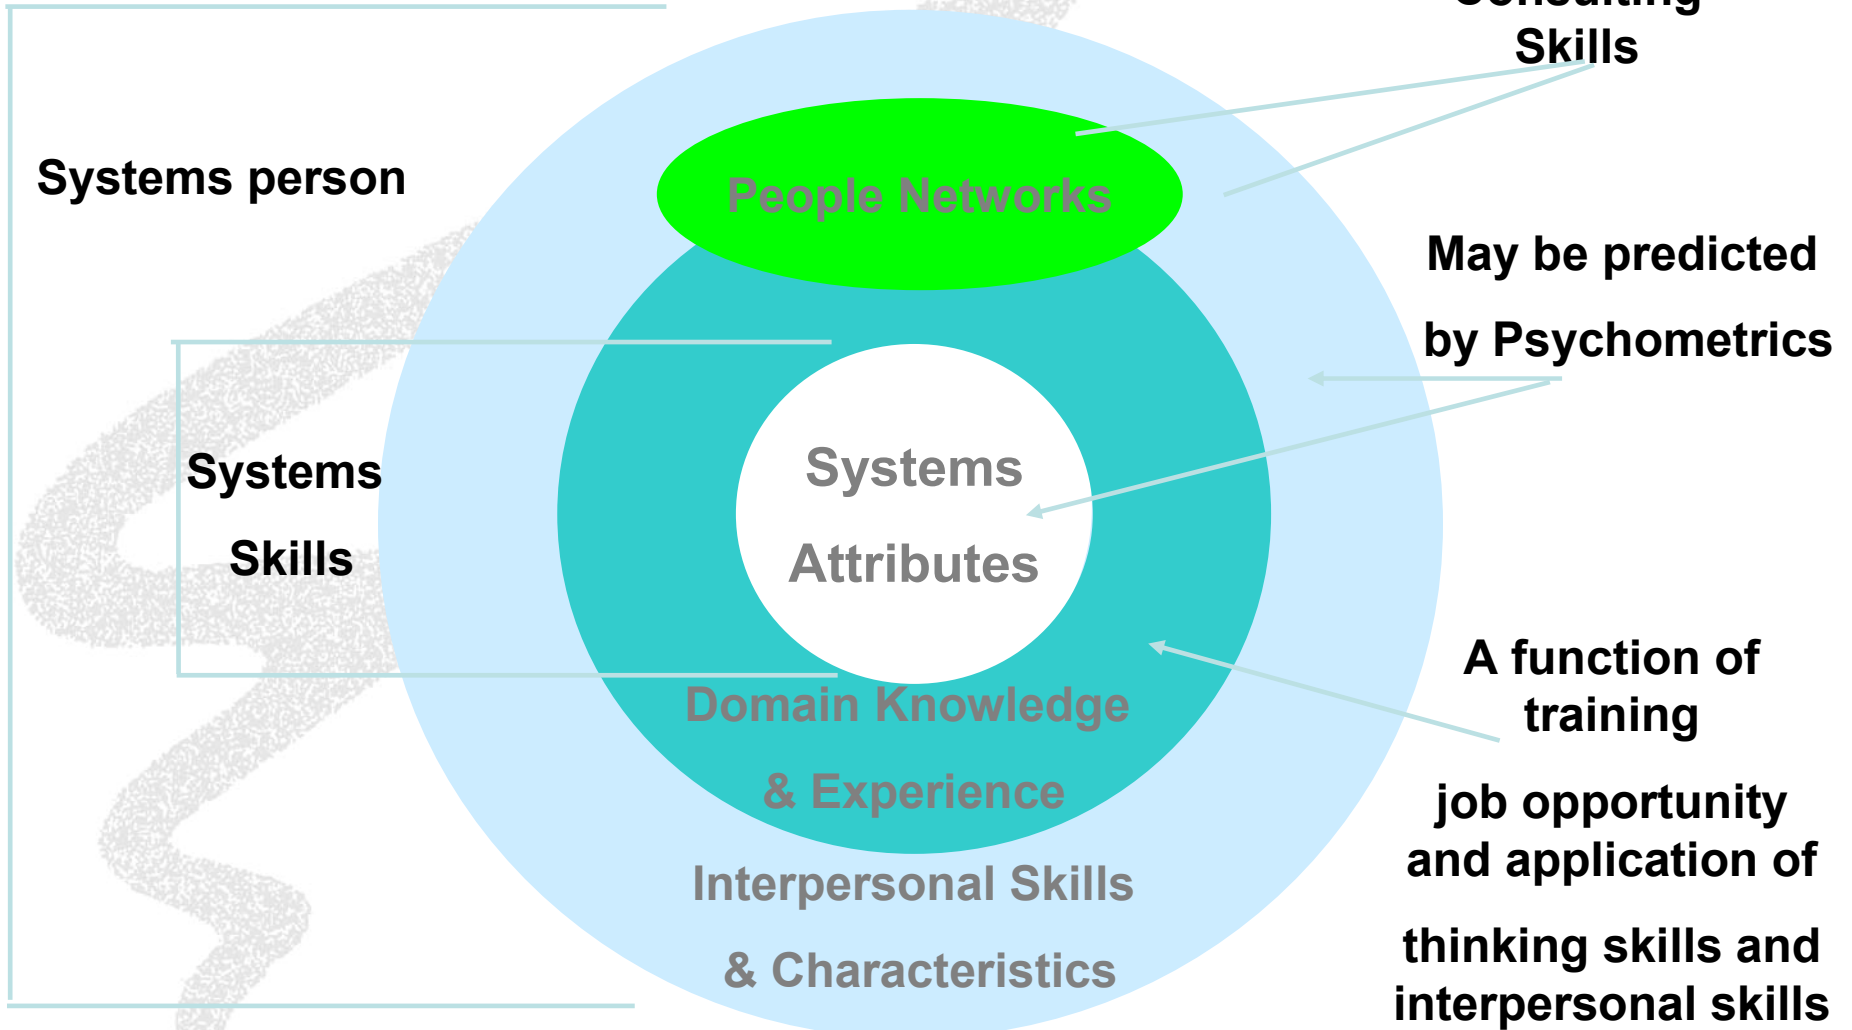 Consulting
Skills
Systems person
People Networks
May be predicted
by Psychometrics
Systems
Skills
Systems
Attributes
Domain Knowledge
& Experience
Interpersonal Skills
& Characteristics
A function of
training
job opportunity
and application of
thinking skills and
interpersonal skills